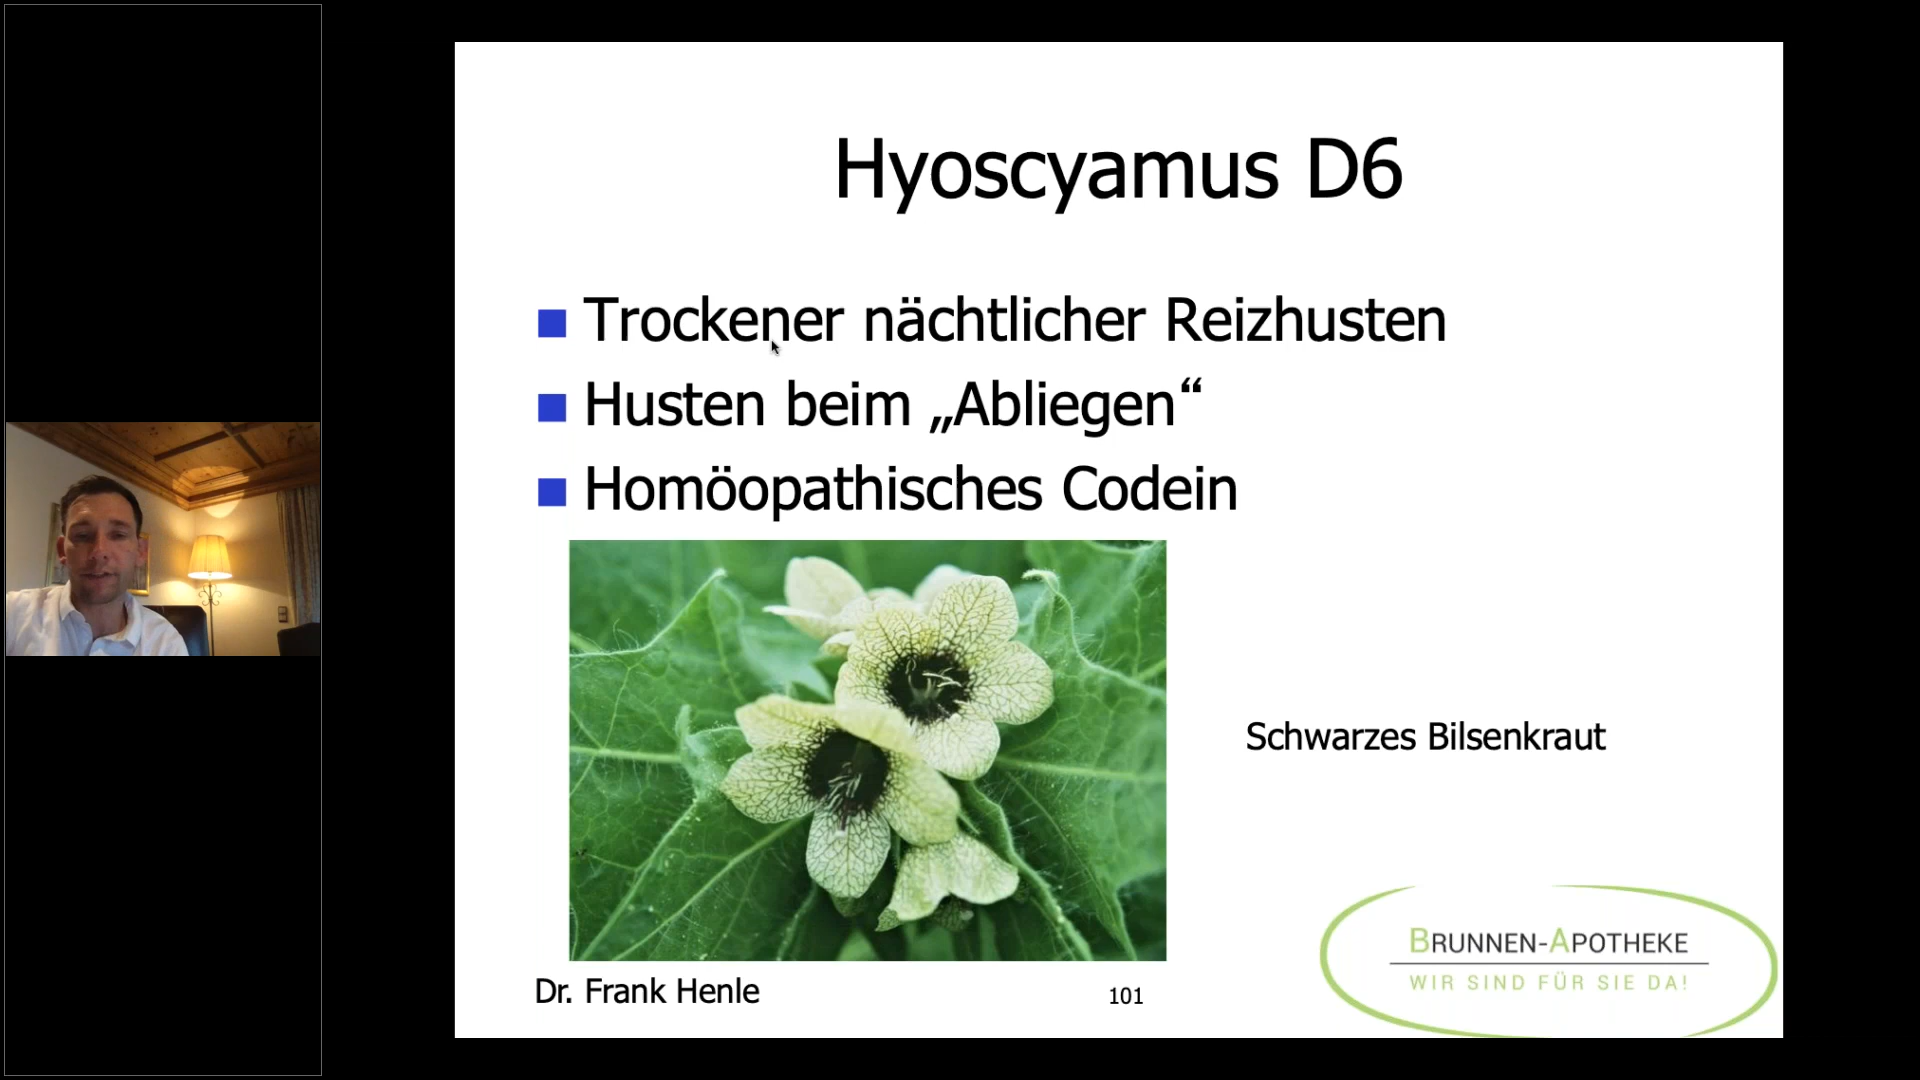 Hyoscyamus D6
Trockener nächtlicher Reizhusten
Husten beim „Abliegen“
Homöopathisches Codein
Schwarzes Bilsenkraut
BRUNNEN-APOTHEKE
WIR SIND FÜR SIE DA!
Dr. Frank Henle
101